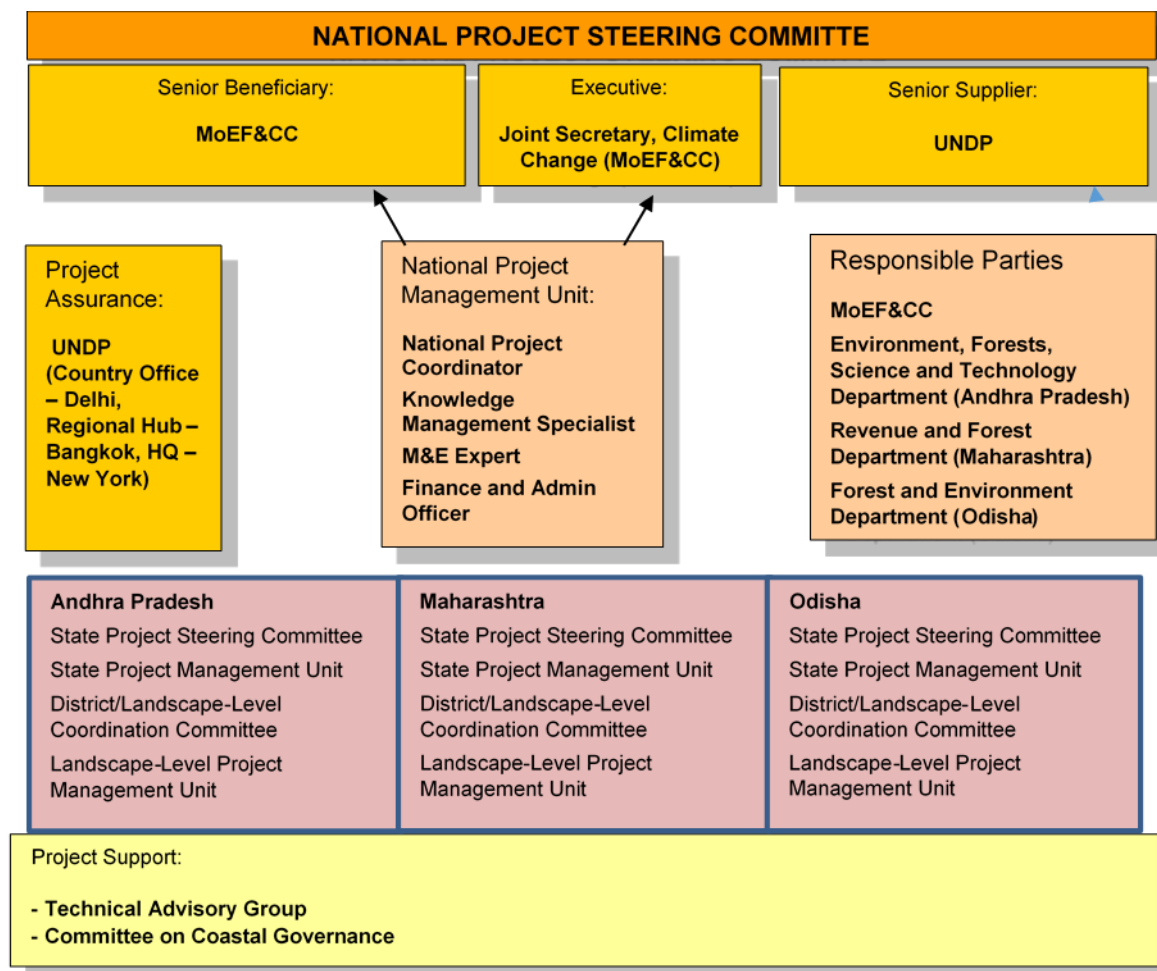 NATIONAL PROJECT STEERING COMMITTE
Senior Beneficiary:
MoEF&CC
Executive:
Joint Secretary, Climate
Change (MoEF&CC)
Senior Supplier:
UNDP
Project
Assurance:
UNDP
(Country Office
– Delhi,
Regional Hub –
Bangkok, HQ –
New York)
National Project
Management Unit:
National Project
Coordinator
Knowledge
Management Specialist
M&E Expert
Finance and Admin
Officer
Responsible Parties
MoEF&CC
Environment, Forests,
Science and Technology
Department (Andhra Pradesh)
Revenue and Forest
Department (Maharashtra)
Forest and Environment
Department (Odisha)
Andhra Pradesh
State Project Steering Committee
State Project Management Unit
District/Landscape-Level
Coordination Committee
Landscape-Level Project
Management Unit
Maharashtra
State Project Steering Committee
State Project Management Unit
District/Landscape-Level
Coordination Committee
Landscape-Level Project
Management Unit
Odisha
State Project Steering Committee
State Project Management Unit
District/Landscape-Level
Coordination Committee
Landscape-Level Project
Management Unit
Project Support:
- Technical Advisory Group
- Committee on Coastal Governance